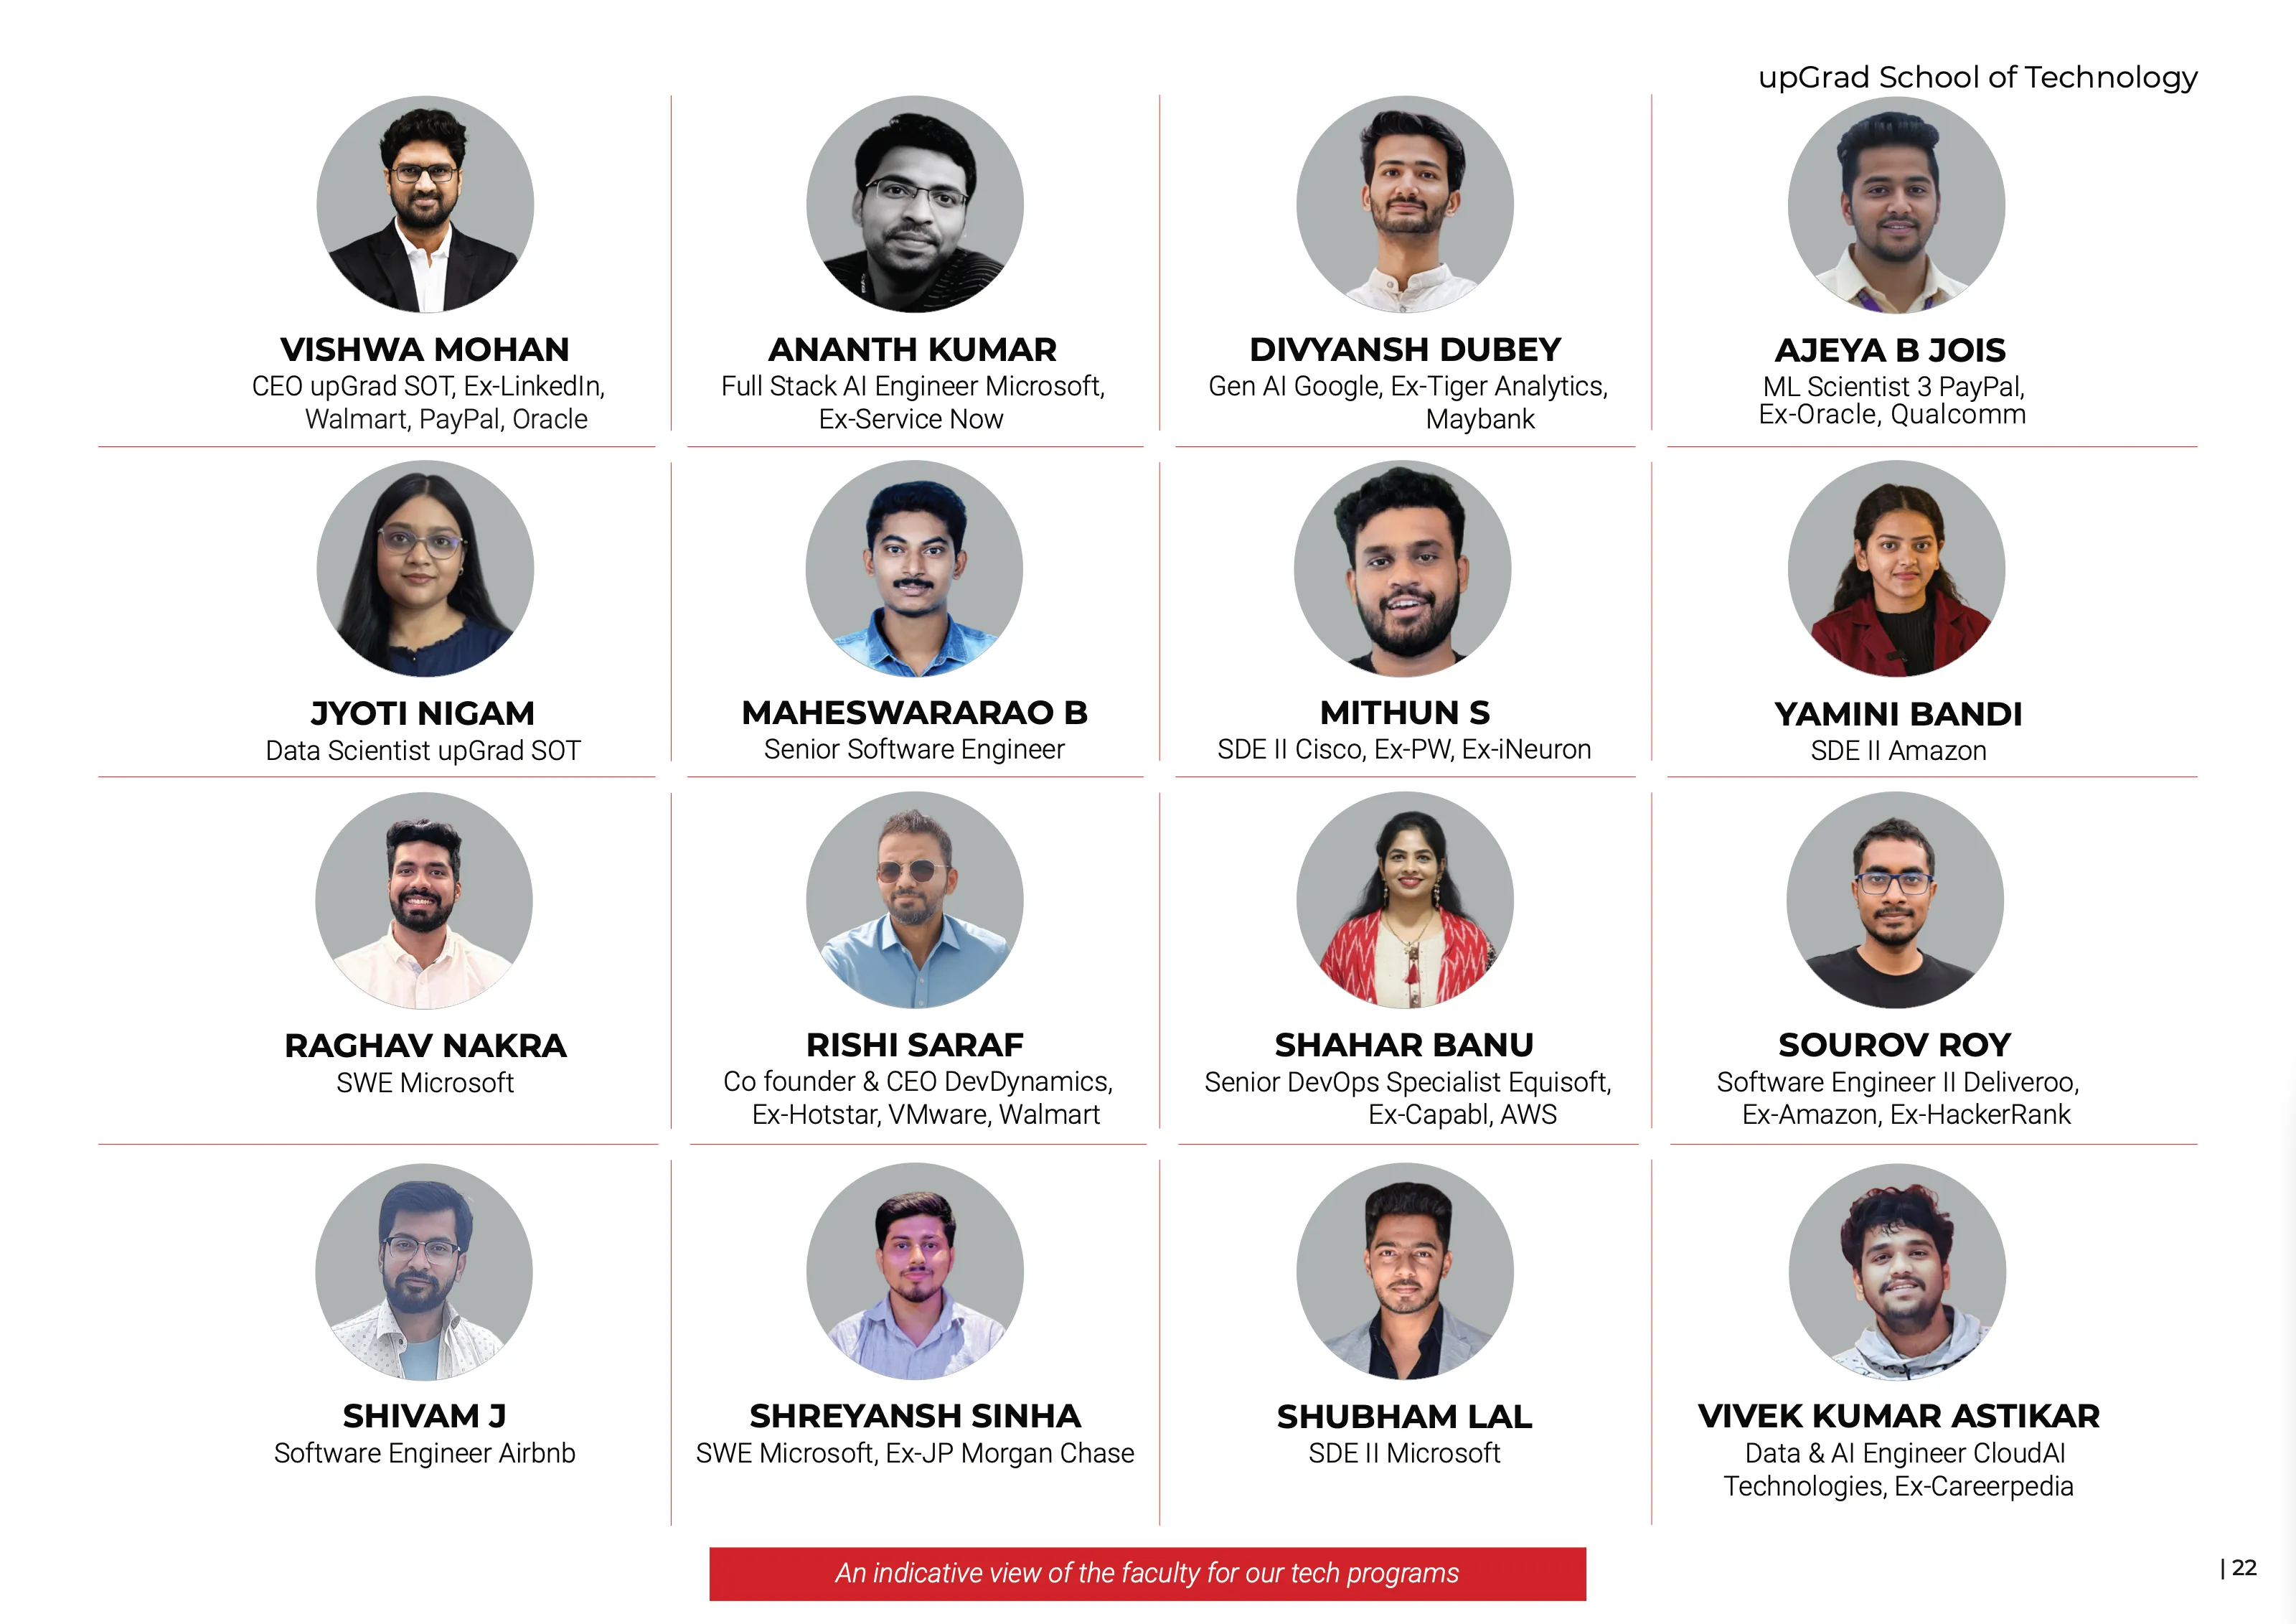 upGrad School of Technology
VISHWA MOHAN
CEO upGrad SOT, Ex-LinkedIn,
Walmart, PayPal, Oracle
ANANTH KUMAR
Full Stack AI Engineer Microsoft,
Ex-Service Now
DIVYANSH DUBEY
Gen AI Google, Ex-Tiger Analytics,
Maybank
AJEYA B JOIS
ML Scientist 3 PayPal,
Ex-Oracle, Qualcomm
JYOTI NIGAM
Data Scientist upGrad SOT
MAHESWARARAO B
Senior Software Engineer
MITHUN S
SDE II Cisco, Ex-PW, Ex-iNeuron
YAMINI BANDI
SDE II Amazon
RAGHAV NAKRA
SWE Microsoft
RISHI SARAF
Co founder & CEO DevDynamics,
Ex-Hotstar, VMware, Walmart
SHAHAR BANU
Senior DevOps Specialist Equisoft,
Ex-Capabl, AWS
SOUROV ROY
Software Engineer II Deliveroo,
Ex-Amazon, Ex-HackerRank
SHIVAM J
Software Engineer Airbnb
SHREYANSH SINHA
SWE Microsoft, Ex-JP Morgan Chase
SHUBHAM LAL
SDE II Microsoft
VIVEK KUMAR ASTIKAR
Data & AI Engineer CloudAI
Technologies, Ex-Careerpedia
An indicative view of the faculty for our tech programs
| 22